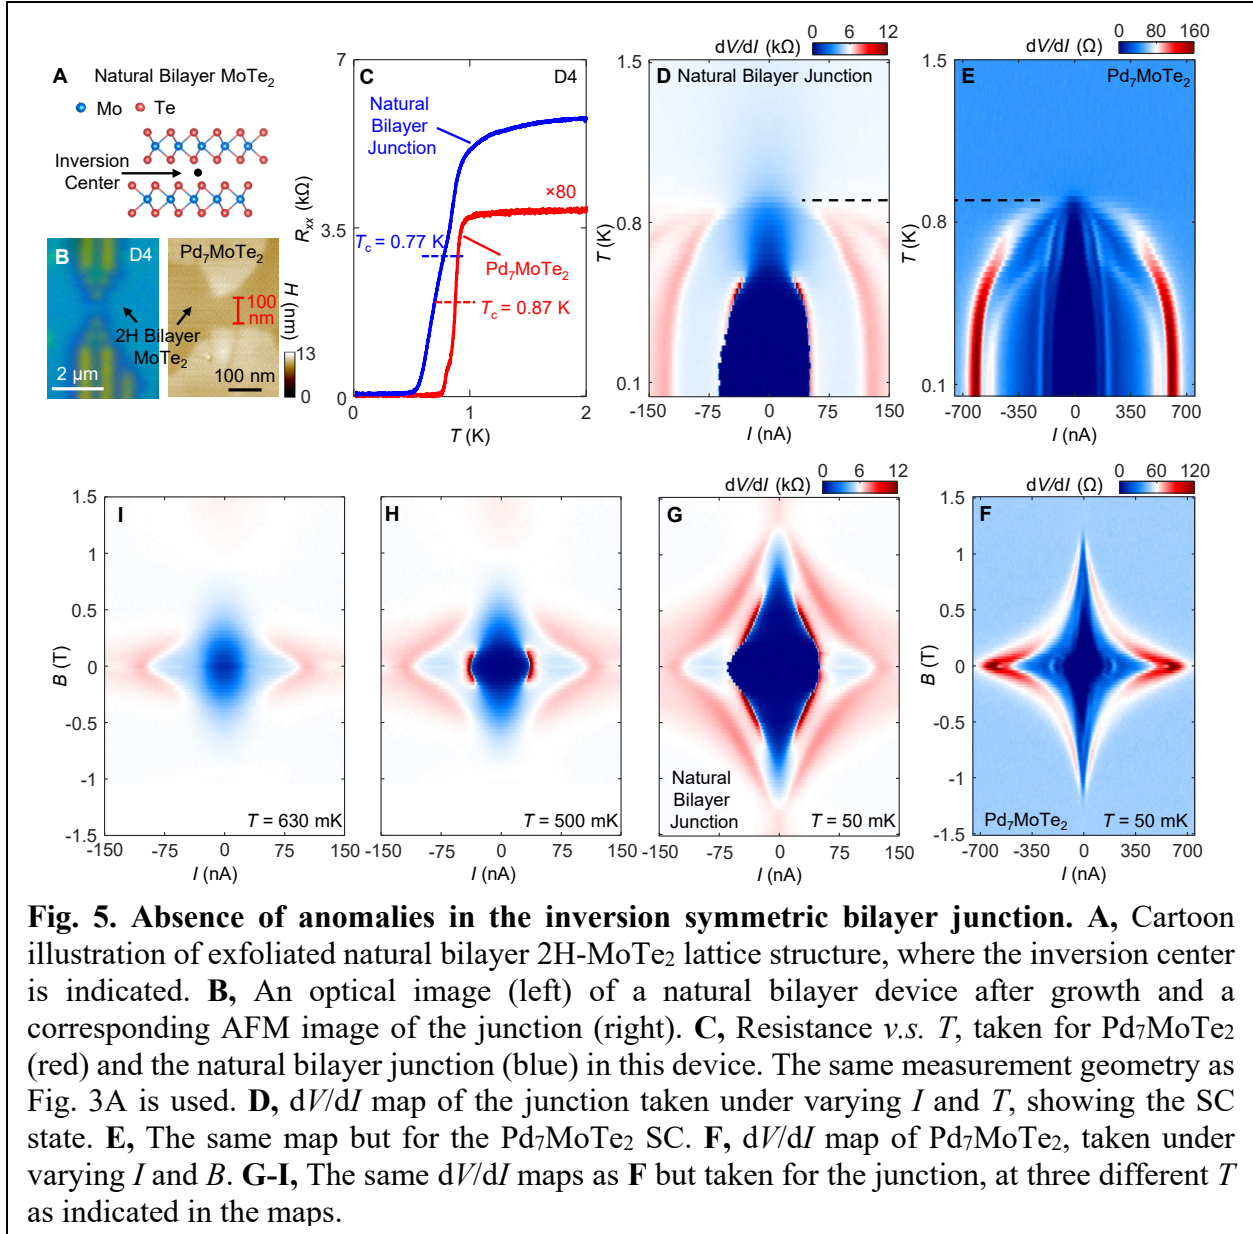 A Natural Bilayer MoTe2
Mo Te
Inversion
Center
B D4
2H Bilayer
MoTe2
2 μm
Pd7MoTe2
100
nm
100 nm
H (nm)
13
0
C D4
Natural
Bilayer
Junction
×80
Tc = 0.77 K
Pd7MoTe2
Tc = 0.87 K
Rxx (kΩ)
7
3.5
0
0 1 2
T (K)
dV/dI (kΩ) 0 6 12
D Natural Bilayer Junction
T (K)
1.5
0.8
0.1
-150 -75 0 75 150
I (nA)
dV/dI (Ω) 0 80 160
E Pd7MoTe2
T (K)
1.5
0.8
0.1
-700 -350 0 350 700
I (nA)
I
B (T)
1.5
1
0.5
0
-0.5
-1
-1.5
T = 630 mK
-150 -75 0 75 150
I (nA)
H
T = 500 mK
-150 -75 0 75 150
I (nA)
dV/dI (kΩ) 0 6 12
G
Natural
Bilayer
Junction
T = 50 mK
-150 -75 0 75 150
I (nA)
dV/dI (Ω) 0 60 120
F
B (T)
1.5
1
0.5
0
-0.5
-1
-1.5
Pd7MoTe2 T = 50 mK
-700 -350 0 350 700
I (nA)
Fig. 5. Absence of anomalies in the inversion symmetric bilayer junction. A, Cartoon
illustration of exfoliated natural bilayer 2H-MoTe2 lattice structure, where the inversion center
is indicated. B, An optical image (left) of a natural bilayer device after growth and a
corresponding AFM image of the junction (right). C, Resistance v.s. T, taken for Pd7MoTe2
(red) and the natural bilayer junction (blue) in this device. The same measurement geometry as
Fig. 3A is used. D, dV/dI map of the junction taken under varying I and T, showing the SC
state. E, The same map but for the Pd7MoTe2 SC. F, dV/dI map of Pd7MoTe2, taken under
varying I and B. G-I, The same dV/dI maps as F but taken for the junction, at three different T
as indicated in the maps.